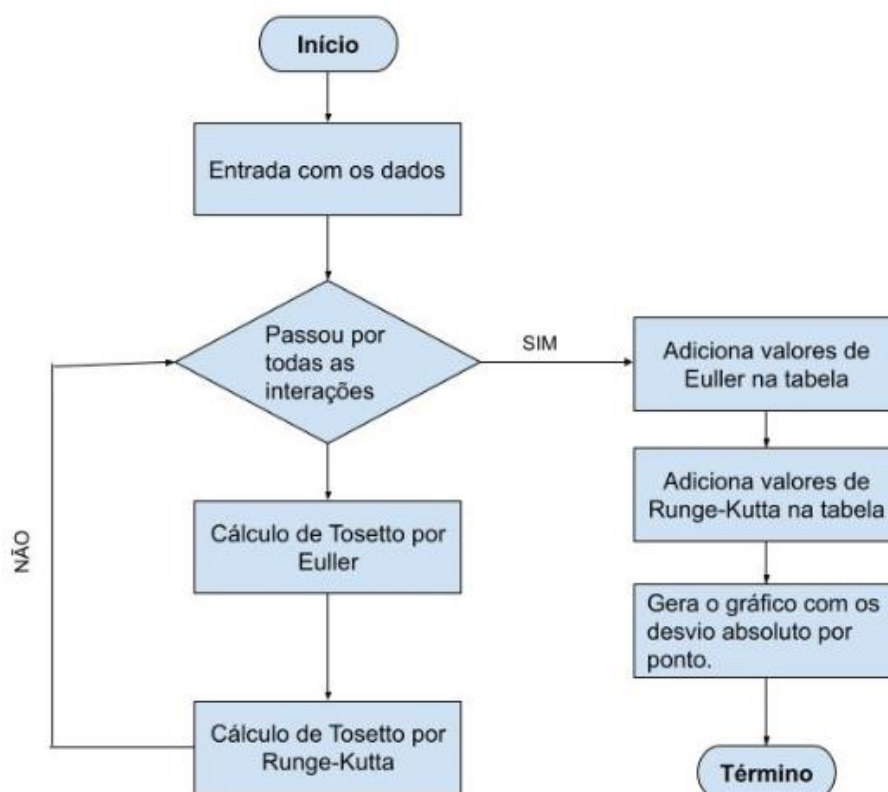 Início
Entrada com os dados
Passou por
todas as
interações
SIM
NÃO
Cálculo de Tosetto por
Euller
Cálculo de Tosetto por
Runge-Kutta
Adiciona valores de
Euller na tabela
Adiciona valores de
Runge-Kutta na tabela
Gera o gráfico com os
desvio absoluto por
ponto.
Término